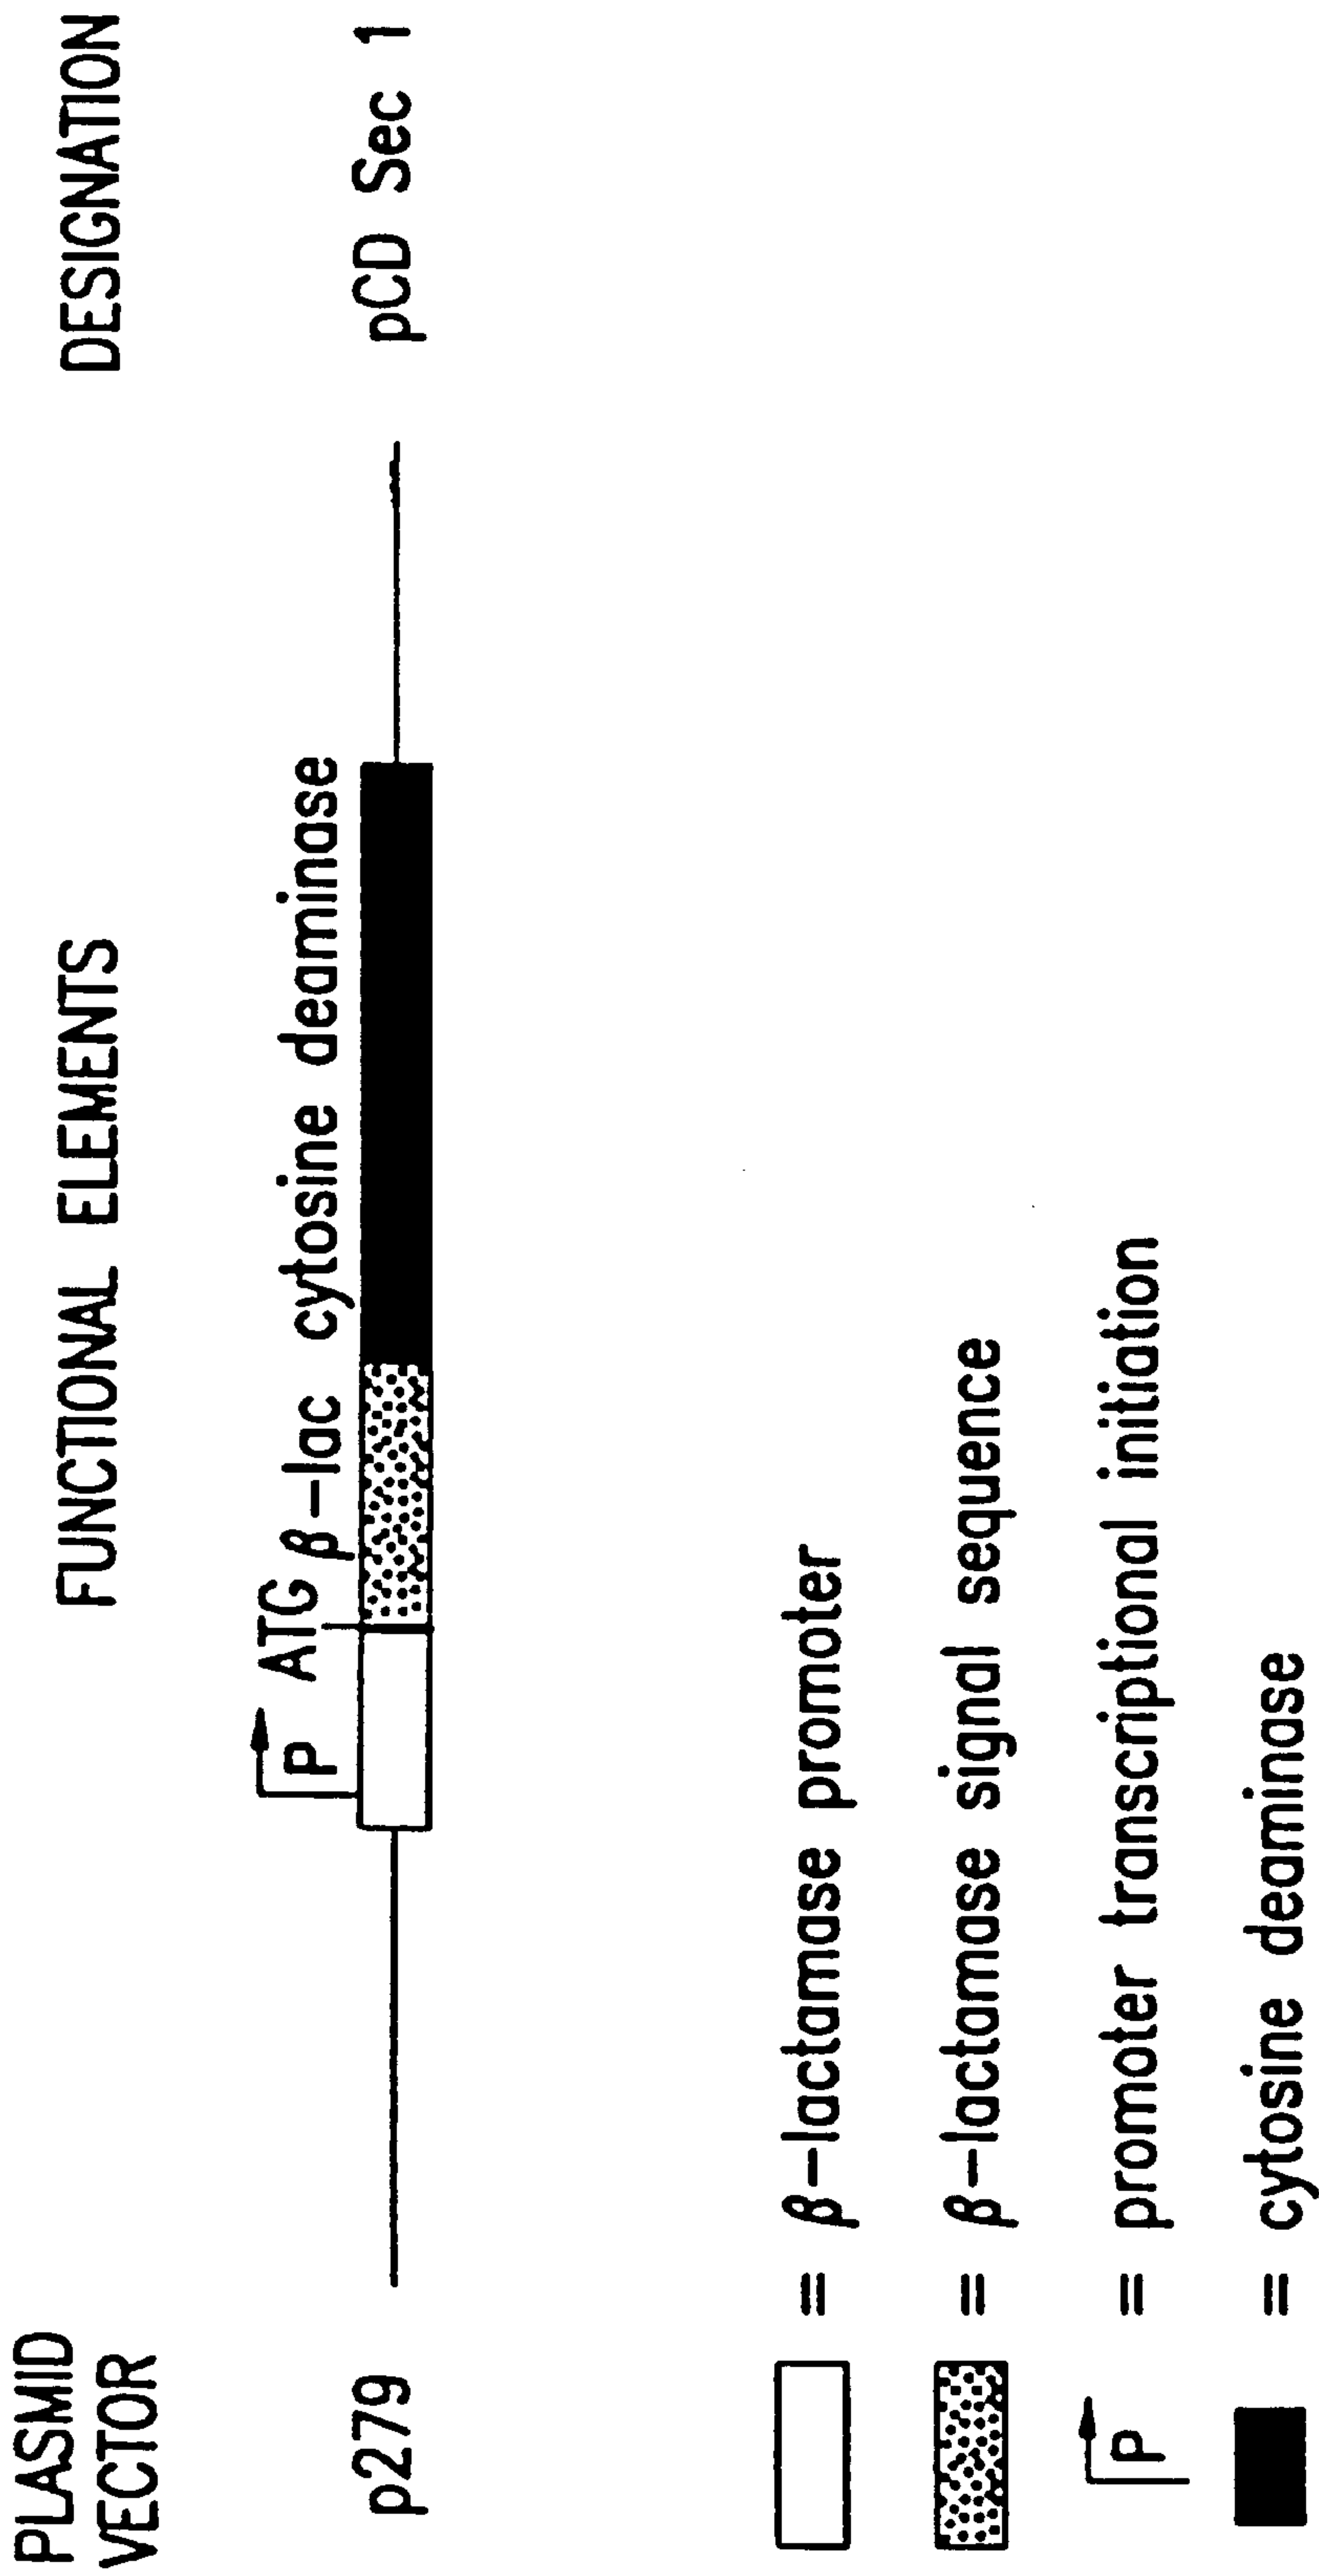 PLASMID
VECTOR
FUNCTIONAL ELEMENTS
DESIGNATION
P ATG
β-lac cytosine deaminase
p279
pCD Sec 1
= β-lactamase promoter
= β-lactamase signal sequence
P = promoter transcriptional initiation
= cytosine deaminase